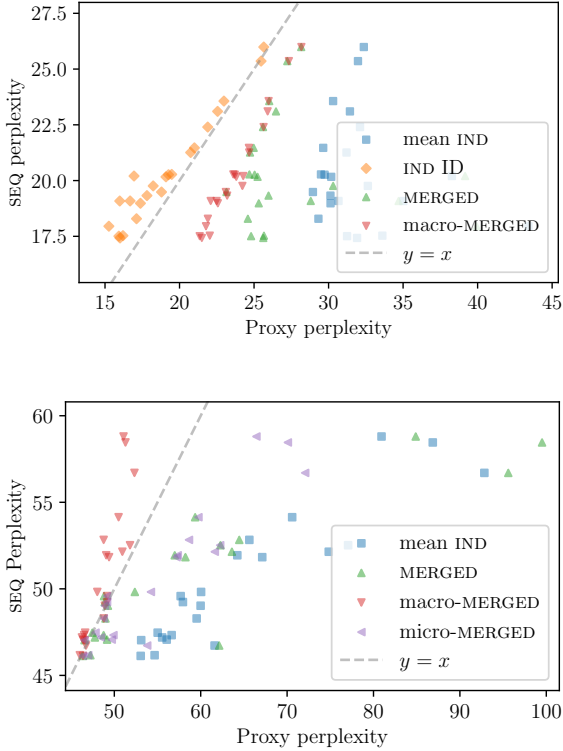 27.5
25.0
22.5
20.0
17.5
SEQ perplexity
mean IND
IND ID
MERGED
macro-MERGED
y = x
15 20 25 30 35 40 45
Proxy perplexity
60
55
50
45
SEQ Perplexity
mean IND
MERGED
macro-MERGED
micro-MERGED
y = x
50 60 70 80 90 100
Proxy perplexity